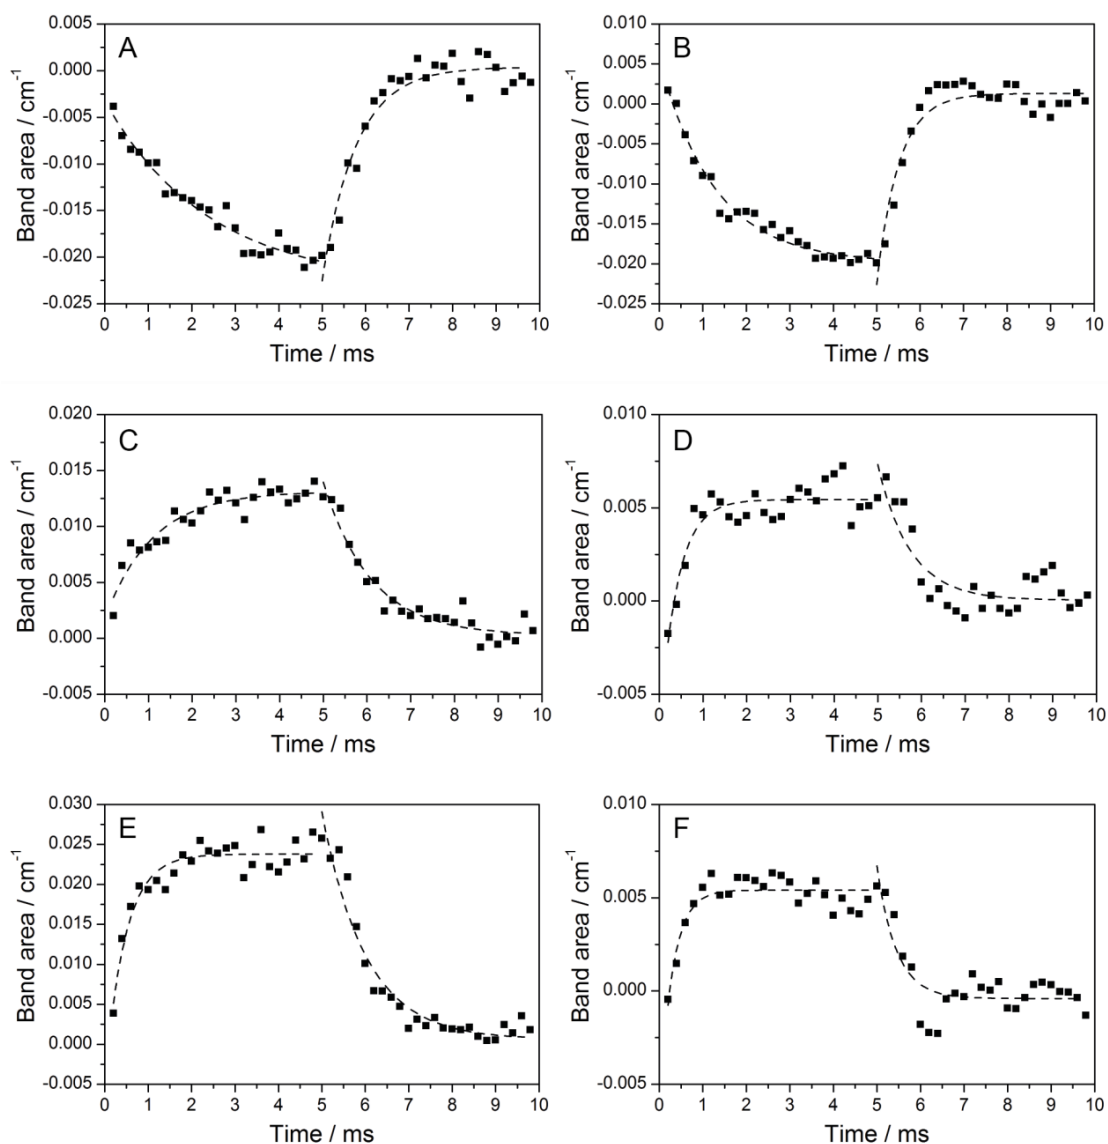 A
Band area / cm⁻¹
0.005
0.000
-0.005
-0.010
-0.015
-0.020
-0.025
0 1 2 3 4 5 6 7 8 9 10
Time / ms
B
Band area / cm⁻¹
0.010
0.005
0.000
-0.005
-0.010
-0.015
-0.020
-0.025
0 1 2 3 4 5 6 7 8 9 10
Time / ms
C
Band area / cm⁻¹
0.020
0.015
0.010
0.005
0.000
-0.005
0 1 2 3 4 5 6 7 8 9 10
Time / ms
D
Band area / cm⁻¹
0.010
0.005
0.000
-0.005
0 1 2 3 4 5 6 7 8 9 10
Time / ms
E
Band area / cm⁻¹
0.030
0.025
0.020
0.015
0.010
0.005
0.000
-0.005
0 1 2 3 4 5 6 7 8 9 10
Time / ms
F
Band area / cm⁻¹
0.010
0.005
0.000
-0.005
0 1 2 3 4 5 6 7 8 9 10
Time / ms